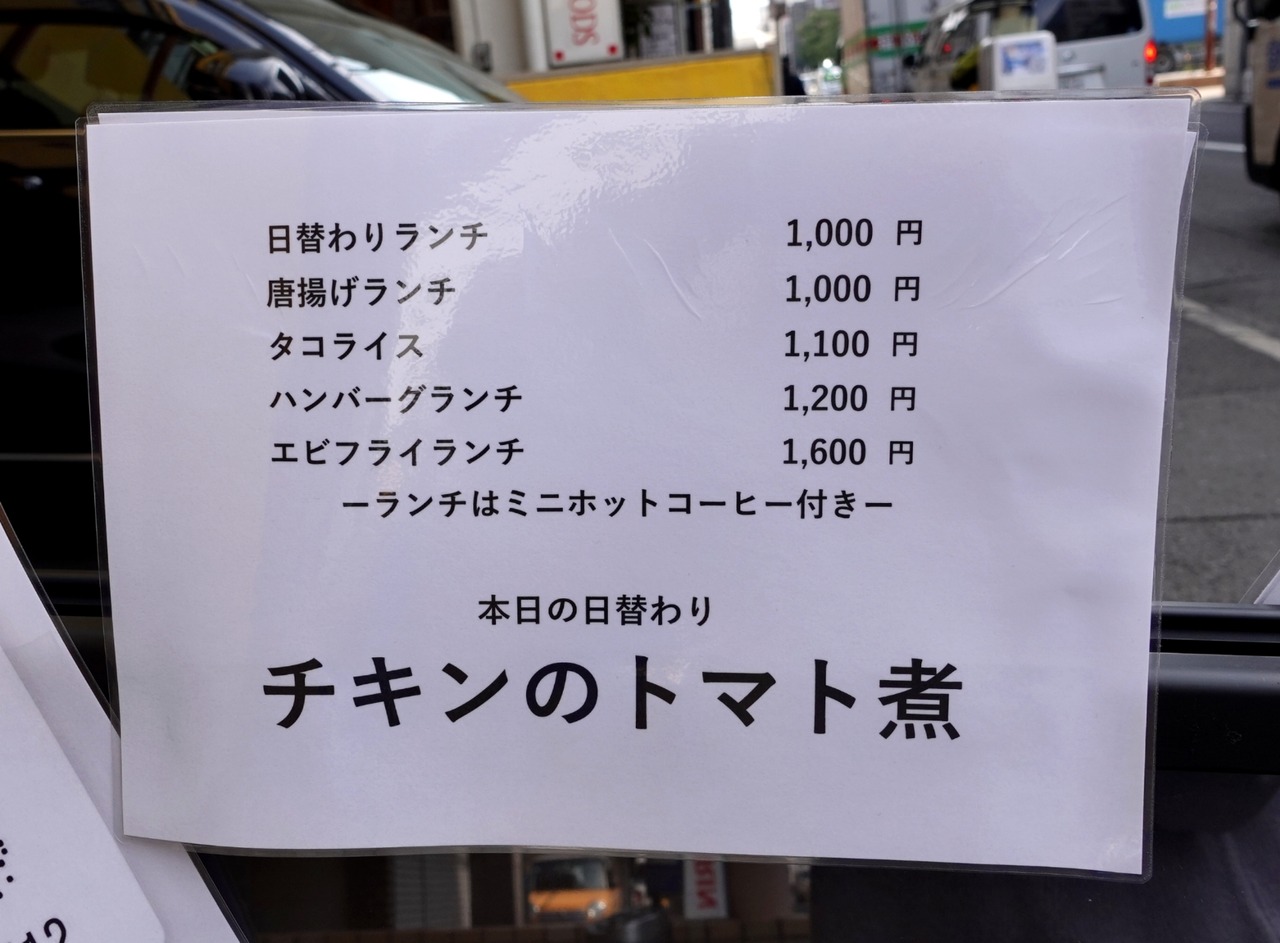 日替わりランチ 1,000 円
唐揚げランチ 1,000 円
タコライス 1,100 円
ハンバーグランチ 1,200 円
エビフライランチ 1,600 円
ーランチはミニホットコーヒー付きー
本日の日替わり
チキンのトマト煮